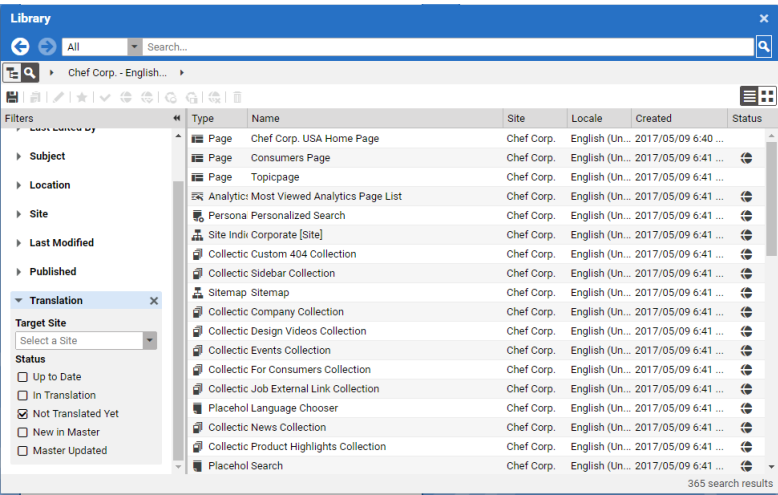 Library
All Search...
Chef Corp. - English...
Filters
Last Edited By
Subject
Location
Site
Last Modified
Published
Translation
Target Site
Select a Site
Status
Up to Date
In Translation
Not Translated Yet
New in Master
Master Updated
Type Name Site Locale Created Status
Page Chef Corp. USA Home Page Chef Corp. English (Un... 2017/05/09 6:40 ...
Page Consumers Page Chef Corp. English (Un... 2017/05/09 6:41 ...
Page Topicpage Chef Corp. English (Un... 2017/05/09 6:41 ...
Analytics Most Viewed Analytics Page List Chef Corp. English (Un... 2017/05/09 6:41 ...
Persona Personalized Search Chef Corp. English (Un... 2017/05/09 6:41 ...
Site Indi Corporate [Site] Chef Corp. English (Un... 2017/05/09 6:41 ...
Collectic Custom 404 Collection Chef Corp. English (Un... 2017/05/09 6:41 ...
Collectic Sidebar Collection Chef Corp. English (Un... 2017/05/09 6:41 ...
Sitemap Sitemap Chef Corp. English (Un... 2017/05/09 6:41 ...
Collectic Company Collection Chef Corp. English (Un... 2017/05/09 6:41 ...
Collectic Design Videos Collection Chef Corp. English (Un... 2017/05/09 6:41 ...
Collectic Events Collection Chef Corp. English (Un... 2017/05/09 6:41 ...
Collectic For Consumers Collection Chef Corp. English (Un... 2017/05/09 6:41 ...
Collectic Job External Link Collection Chef Corp. English (Un... 2017/05/09 6:41 ...
Placehol Language Chooser Chef Corp. English (Un... 2017/05/09 6:41 ...
Collectic News Collection Chef Corp. English (Un... 2017/05/09 6:41 ...
Collectic Product Highlights Collection Chef Corp. English (Un... 2017/05/09 6:41 ...
Placehol Search Chef Corp. English (Un... 2017/05/09 6:41 ...
365 search results